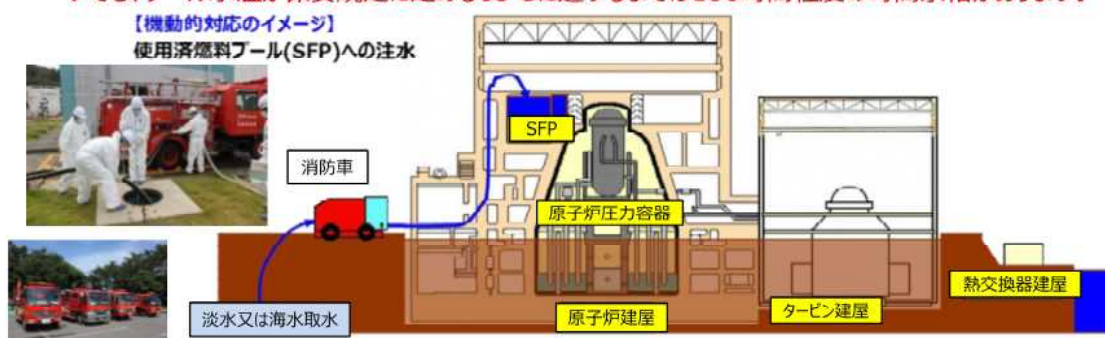 【機動的対応のイメージ】
使用済燃料プール(SFP)への注水
SFP
消防車
原子炉圧力容器
熱交換器建屋
淡水又は海水取水
原子炉建屋
タービン建屋